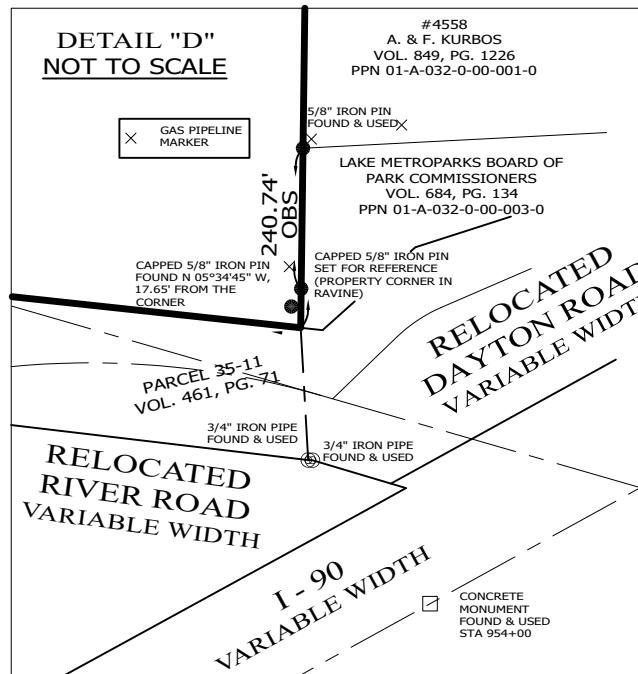 DETAIL "D"
NOT TO SCALE
#4558
A. & F. KURBOS
VOL. 849, PG. 1226
PPN 01-A-032-0-00-001-0
5/8" IRON PIN
FOUND & USED
GAS PIPELINE
MARKER
LAKE METROPARKS BOARD OF
PARK COMMISSIONERS
VOL. 684, PG. 134
PPN 01-A-032-0-00-003-0
240.74'
OBS
CAPPED 5/8" IRON PIN
FOUND N 05°34'45" W,
17.65' FROM THE
CORNER
CAPPED 5/8" IRON PIN
SET FOR REFERENCE
(PROPERTY CORNER IN
RAVINE)
RELOCATED
DAYTON ROAD
VARIABLE WIDTH
PARCEL 35-11
VOL. 461, PG. 71
3/4" IRON PIPE
FOUND & USED
3/4" IRON PIPE
FOUND & USED
RELOCATED
RIVER ROAD
VARIABLE WIDTH
I - 90
VARIABLE WIDTH
CONCRETE
MONUMENT
FOUND & USED
STA 954+00